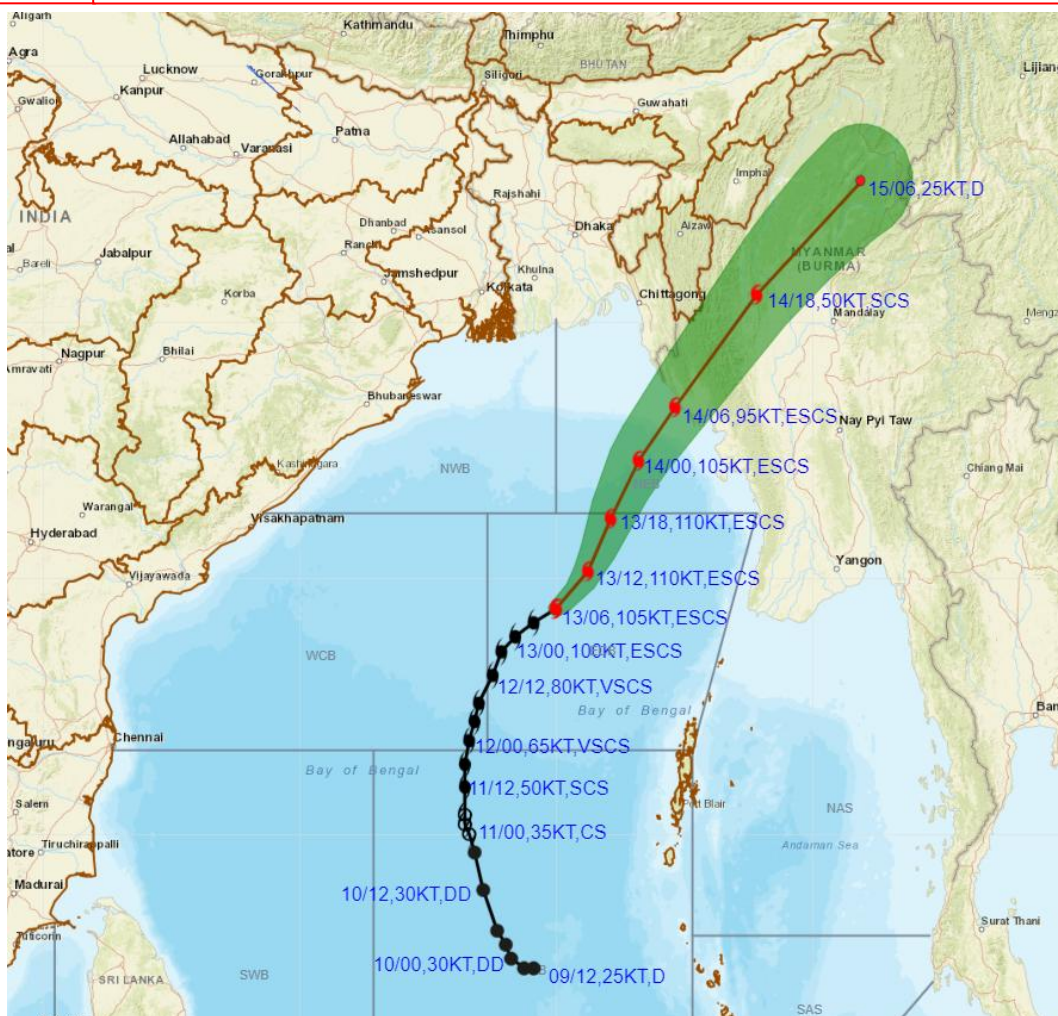 Aligarh
Kathmandu
Thimphu
Agra
BHUTAN
Lucknow
Gorakhpur
Siliguri
Lijian
Gwalior
Kanpur
Guwahati
Allahabad
Patna
Varanasi
Imphal
Rajshahi
15/06,25KT,D
INDIA
Dhanbad
Asansol
Dhaka
Aizaw
Ranchi
MYANMAR
(BURMA)
Bareli
Jabalpur
Jamshedpur
Khulna
Kolkata
Chittagong
14/18,50KT,SCS
Korba
Mandalay
Mengz
Nagpur
Bhilai
Amravati
Bhubaneswar
14/06,95KT,ESCS
Nay Pyi Taw
NWB
14/00,105KT,ESCS
Chiang Mai
Warangal
Visakhapatnam
13/18,110KT,ESCS
Hyderabad
Yangon
Vijayawada
13/12,110KT,ESCS
13/06,105KT,ESCS
WCB
13/00,100KT,ESCS
12/12,80KT,VSCS
Bay of Bengal
Ban
Chennai
12/00,65KT,VSCS
Bay of Bengal
11/12,50KT,SCS
Salem
Port Blair
NAS
11/00,35KT,CS
Tiruchirappalli
Andaman Sea
Madurai
10/12,30KT,DD
Surat Thani
Tuticorin
10/00,30KT,DD
09/12,25KT,D
SRI LANKA
SWB
SAS